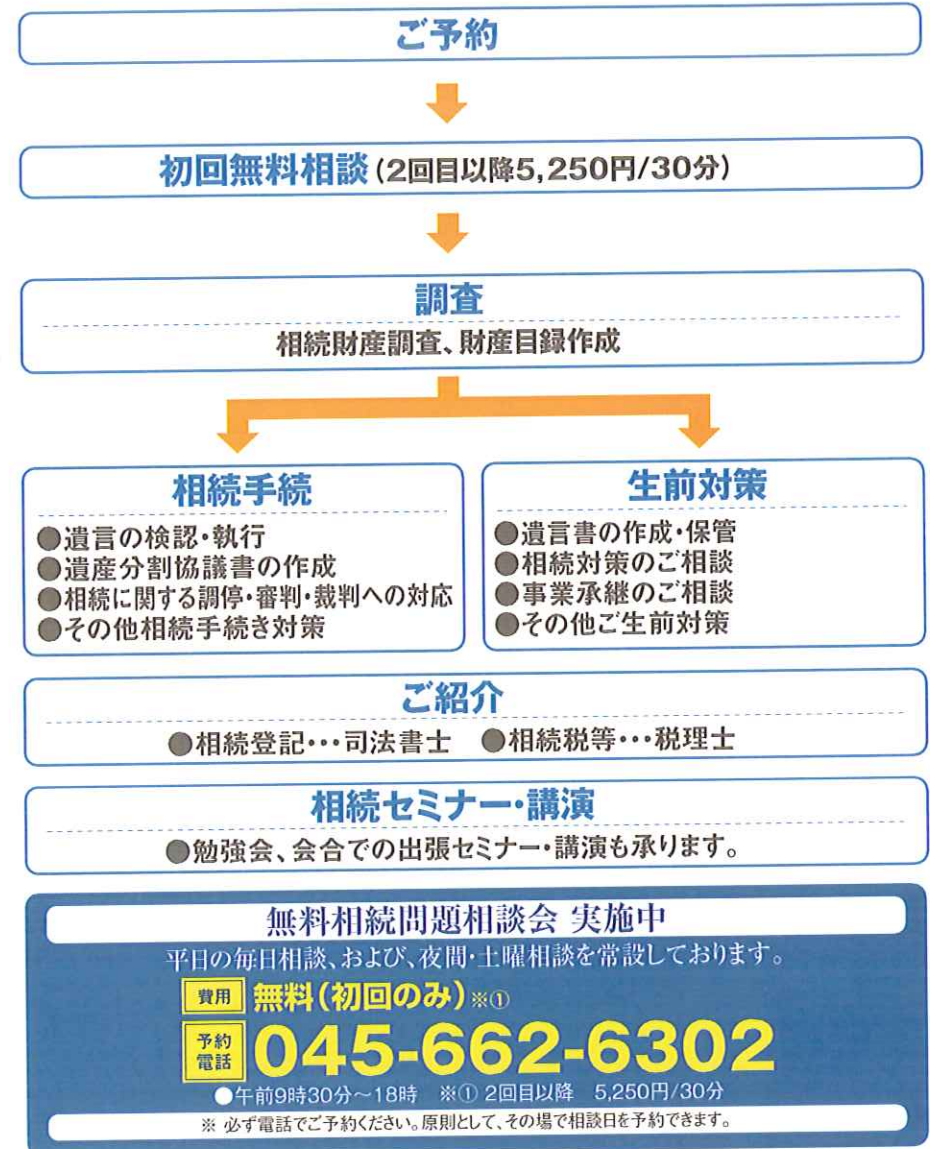 ご予約
初回無料相談(2回目以降5,250円/30分)
調査
相続財産調査、財産目録作成
相続手続
●遺言の検認・執行
●遺産分割協議書の作成
●相続に関する調停・審判・裁判への対応
●その他相続手続き対策
生前対策
●遺言書の作成・保管
●相続対策のご相談
●事業承継のご相談
●その他ご生前対策
ご紹介
●相続登記・・・司法書士 ●相続税等・・・税理士
相続セミナー・講演
●勉強会、会合での出張セミナー・講演も承ります。
無料相続問題相談会 実施中
平日の毎日相談、および、夜間・土曜相談を常設しております。
費用 無料(初回のみ)※①
予約電話 045-662-6302
●午前9時30分～18時 ※① 2回目以降 5,250円/30分
※ 必ず電話でご予約ください。原則として、その場で相談日を予約できます。